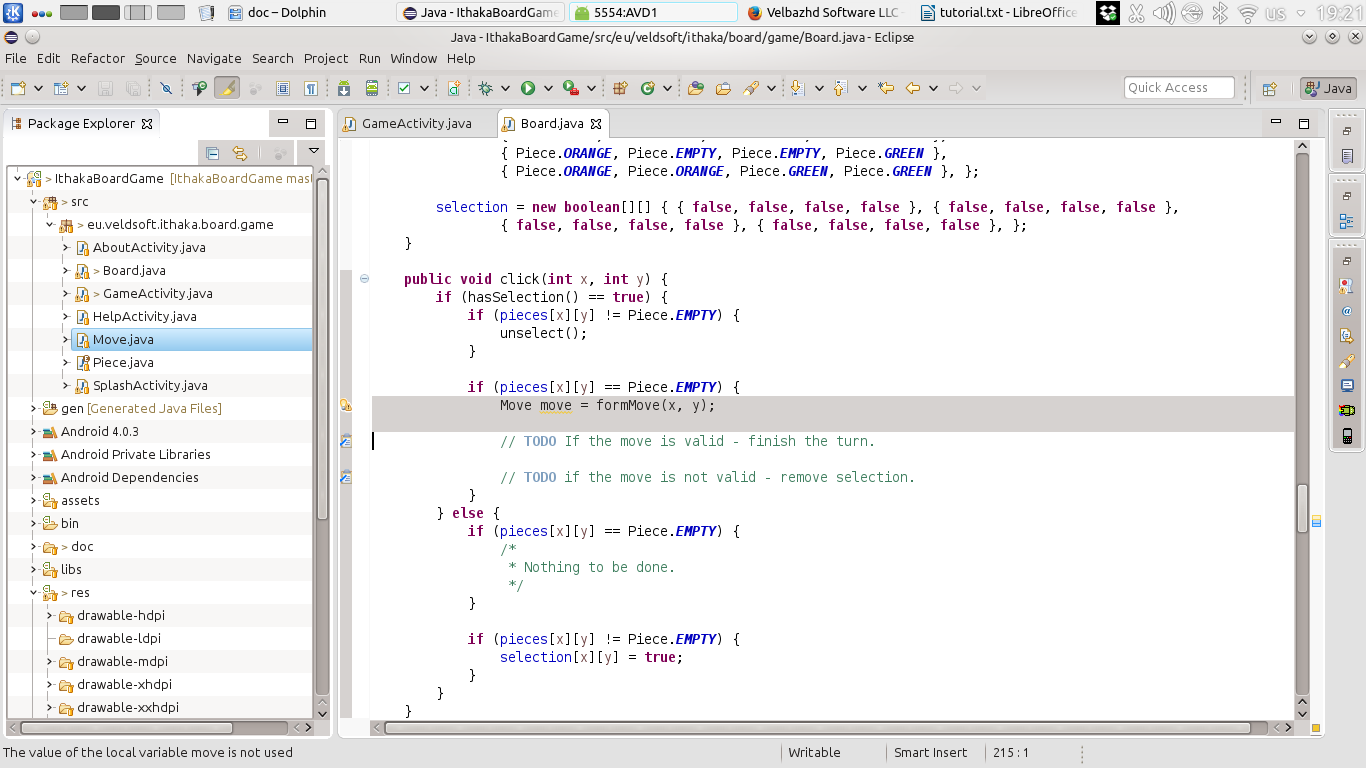 doc – Dolphin
Java - IthakaBoardGame
5554:AVD1
Velbazhd Software LLC
tutorial.txt - LibreOffice
us
19:21
Java - IthakaBoardGame/src/eu/veldsoft/ithaka/board/game/Board.java - Eclipse
File Edit Refactor Source Navigate Search Project Run Window Help
Quick Access
Java
Package Explorer
GameActivity.java
Board.java
> IthakaBoardGame [IthakaBoardGame mast
> src
> eu.veldsoft.ithaka.board.game
AboutActivity.java
> Board.java
> GameActivity.java
HelpActivity.java
Move.java
Piece.java
SplashActivity.java
gen [Generated Java Files]
Android 4.0.3
Android Private Libraries
Android Dependencies
assets
bin
> doc
libs
> res
drawable-hdpi
drawable-ldpi
drawable-mdpi
drawable-xhdpi
drawable-xxhdpi
{ Piece.ORANGE, Piece.EMPTY, Piece.EMPTY, Piece.GREEN },
{ Piece.ORANGE, Piece.ORANGE, Piece.GREEN, Piece.GREEN }, };
selection = new boolean[][] { { false, false, false, false }, { false, false, false, false },
{ false, false, false, false }, { false, false, false, false }, };
}
public void click(int x, int y) {
if (hasSelection() == true) {
if (pieces[x][y] != Piece.EMPTY) {
unselect();
}
if (pieces[x][y] == Piece.EMPTY) {
Move move = formMove(x, y);
// TODO If the move is valid - finish the turn.
// TODO if the move is not valid - remove selection.
}
} else {
if (pieces[x][y] == Piece.EMPTY) {
/*
* Nothing to be done.
*/
}
if (pieces[x][y] != Piece.EMPTY) {
selection[x][y] = true;
}
}
}
The value of the local variable move is not used
Writable
Smart Insert
215 : 1